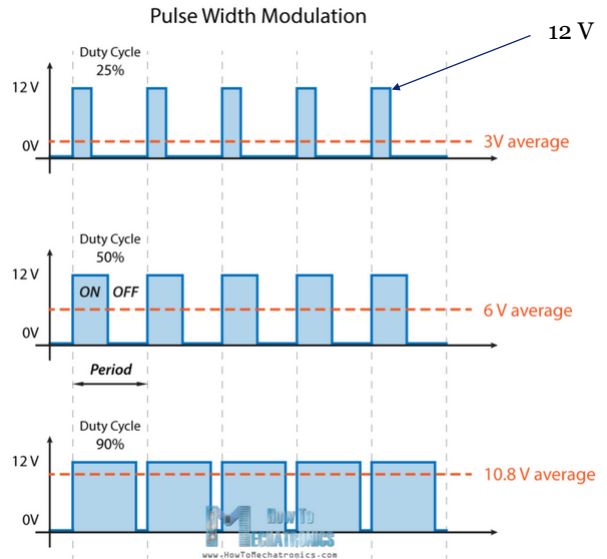 Pulse Width Modulation
12 V
Duty Cycle
25%
12 V
0V
3V average
Duty Cycle
50%
12 V
ON OFF
6 V average
0V
Period
Duty Cycle
90%
12 V
10.8 V average
0V
How To
MECHATRONICS
www.HowToMechatronics.com